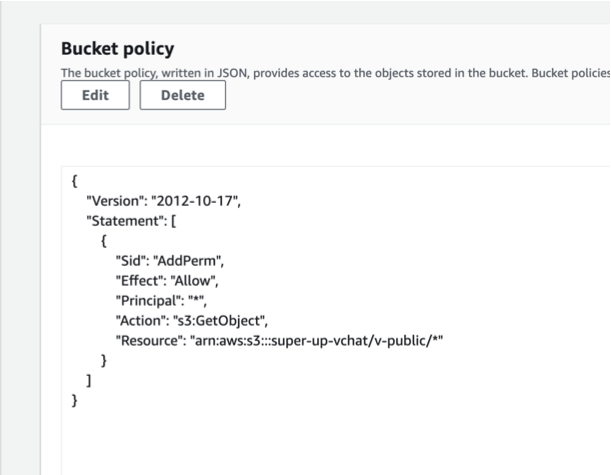 Bucket policy
The bucket policy, written in JSON, provides access to the objects stored in the bucket. Bucket policies
Edit Delete
{
"Version": "2012-10-17",
"Statement": [
{
"Sid": "AddPerm",
"Effect": "Allow",
"Principal": "*",
"Action": "s3:GetObject",
"Resource": "arn:aws:s3:::super-up-vchat/v-public/*"
}
]
}